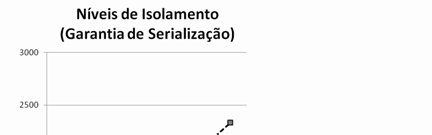 Níveis de Isolamento
(Garantia de Serialização)
3000
2500